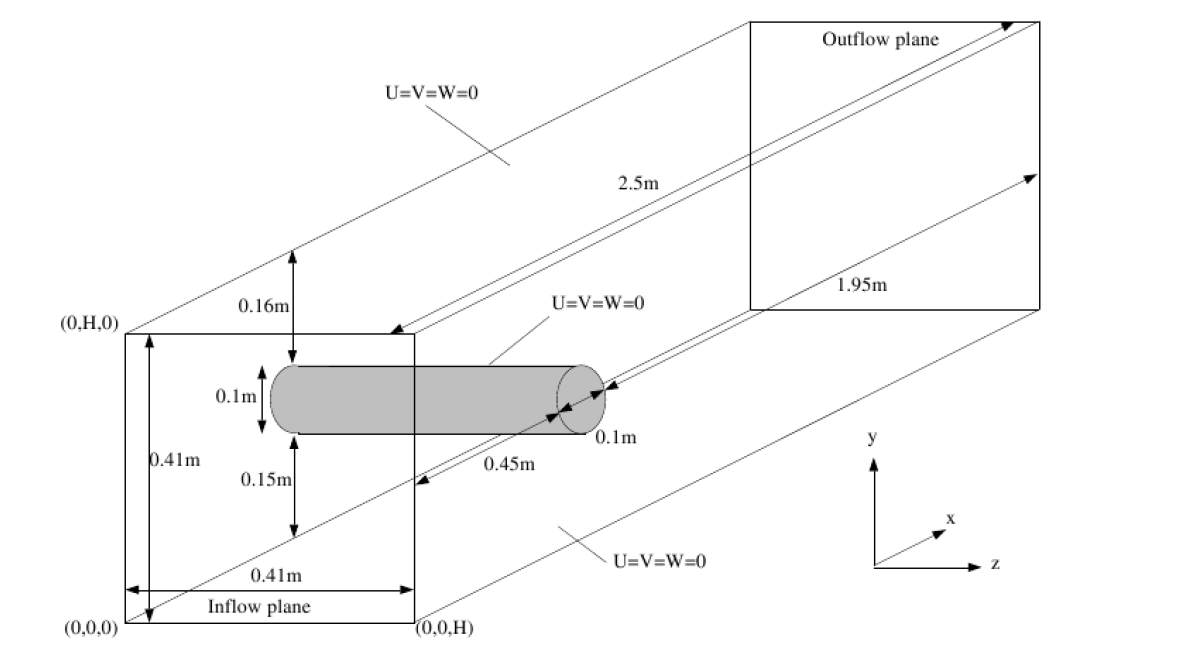 Outflow plane
U=V=W=0
2.5m
1.95m
0.16m
U=V=W=0
(0,H,0)
0.1m
0.1m
y
0.41m
0.45m
0.15m
x
U=V=W=0
z
0.41m
Inflow plane
(0,0,0)
(0,0,H)